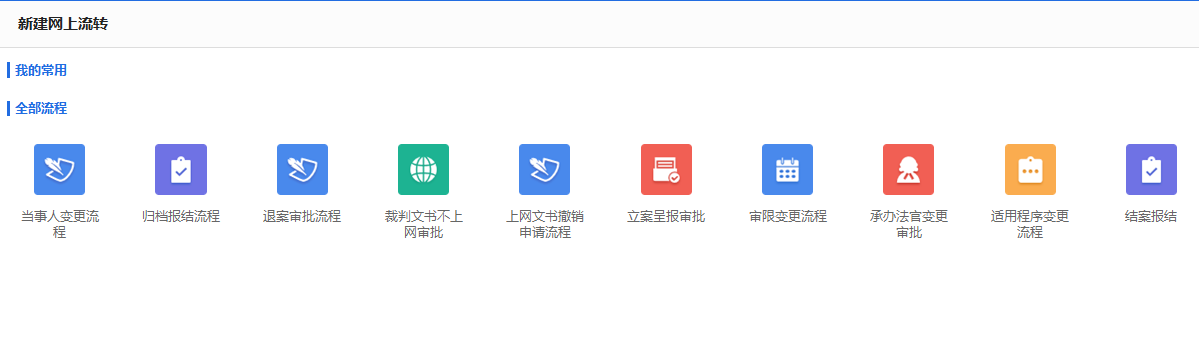 新建网上流转
我的常用
全部流程
当事人变更流
程
归档报结流程
退案审批流程
裁判文书不上
网审批
上网文书撤销
申请流程
立案呈报审批
审限变更流程
承办法官变更
审批
适用程序变更
流程
结案报结